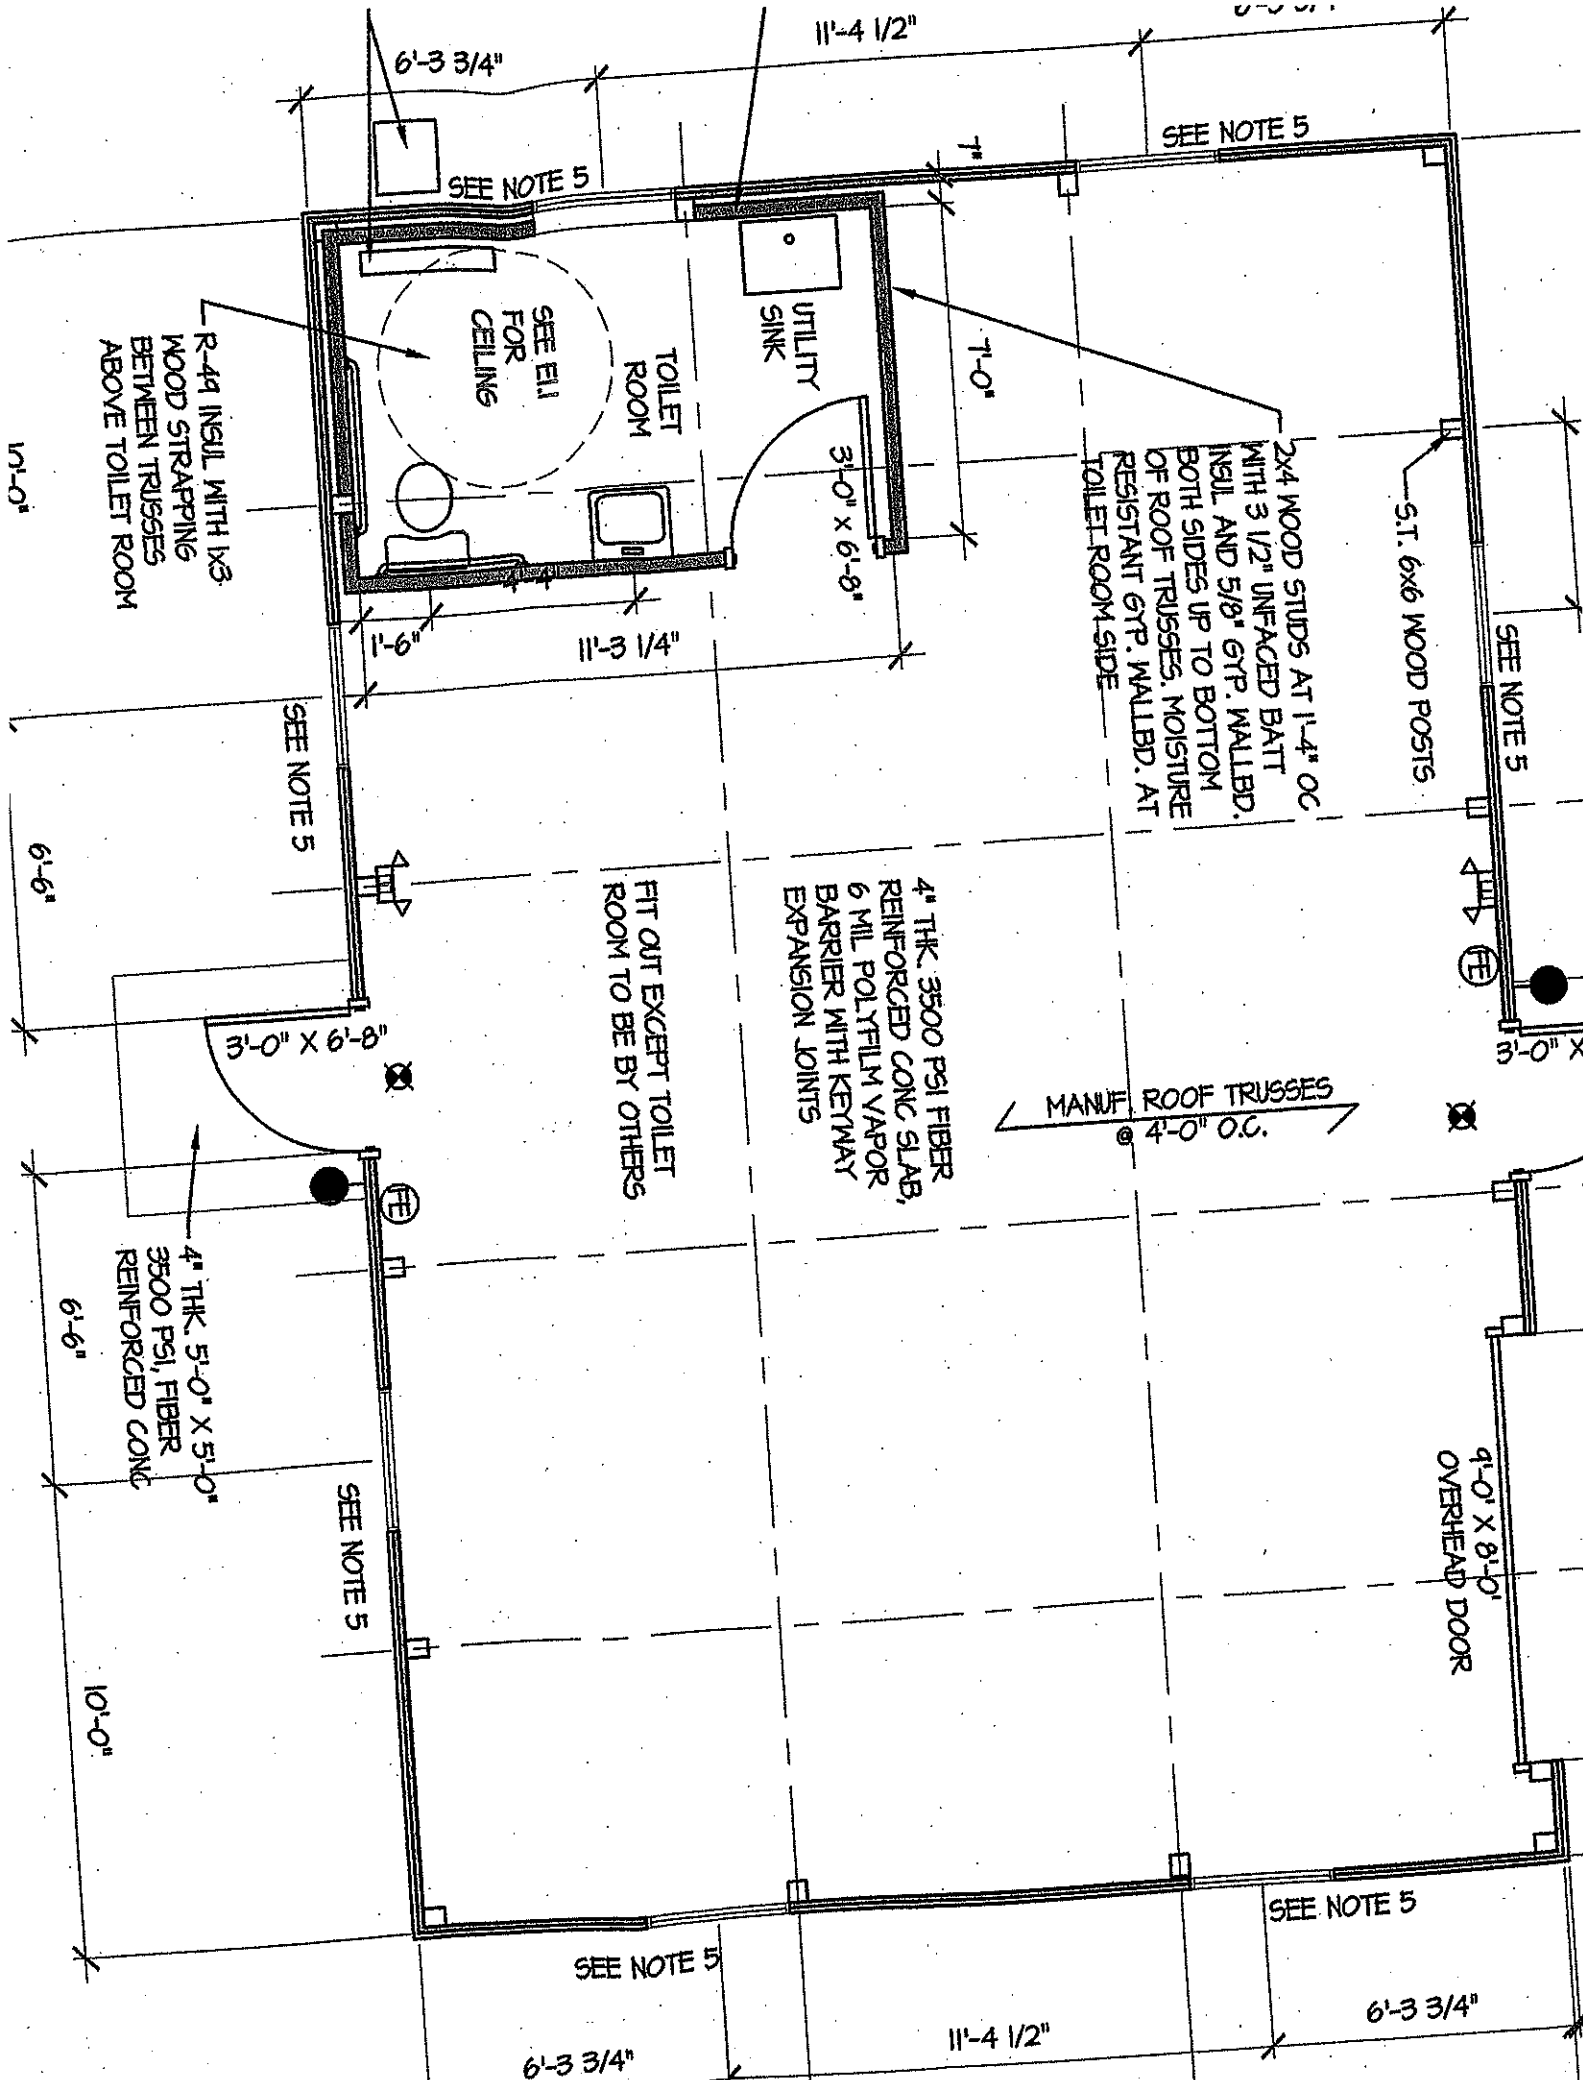 6'-3 3/4"
11'-4 1/2"
SEE NOTE 5
SEE NOTE 5
7"
7'-0"
UTILITY
SINK
TOILET
ROOM
SEE E1.1
FOR
CEILING
3'-0" x 6'-8"
R-49 INSUL WITH 1x3
WOOD STRAPPING
BETWEEN TRUSSES
ABOVE TOILET ROOM
2x4 WOOD STUDS AT 1'-4" OC
WITH 3 1/2" UNFACED BATT
INSUL AND 5/8" GYP. WALLBD.
BOTH SIDES UP TO BOTTOM
OF ROOF TRUSSES. MOISTURE
RESISTANT GYP. WALLBD. AT
TOILET ROOM SIDE
S.T. 6x6 WOOD POSTS
SEE NOTE 5
10'-0"
1'-6"
11'-3 1/4"
SEE NOTE 5
6'-6"
FIT OUT EXCEPT TOILET
ROOM TO BE BY OTHERS
4" THK. 3500 PSI FIBER
REINFORCED CONC SLAB,
6 MIL POLYFILM VAPOR
BARRIER WITH KEYWAY
EXPANSION JOINTS
FE
3'-0" X
3'-0" X 6'-8"
MANUF. ROOF TRUSSES
@ 4'-0" O.C.
FE
4" THK. 5'-0" X 5'-0"
3500 PSI, FIBER
REINFORCED CONC
6'-6"
SEE NOTE 5
9'-0' X 8'-0'
OVERHEAD DOOR
10'-0"
SEE NOTE 5
SEE NOTE 5
6'-3 3/4"
11'-4 1/2"
6'-3 3/4"